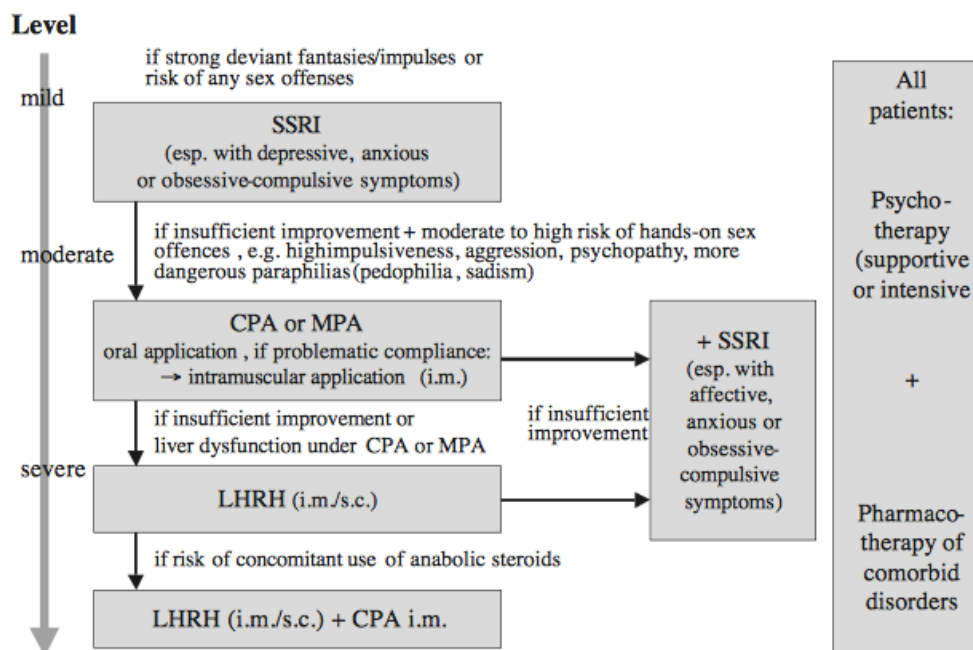 Level
if strong deviant fantasies/impulses or
risk of any sex offenses
mild
SSRI
(esp. with depressive, anxious
or obsessive-compulsive symptoms)
if insufficient improvement + moderate to high risk of hands-on sex
offences , e.g. highimpulsiveness, aggression, psychopathy, more
dangerous paraphilias (pedophilia , sadism)
moderate
CPA or MPA
oral application , if problematic compliance:
→ intramuscular application (i.m.)
if insufficient improvement or
liver dysfunction under CPA or MPA
if insufficient
improvement
+ SSRI
(esp. with
affective,
anxious or
obsessive-
compulsive
symptoms)
severe
LHRH (i.m./s.c.)
if risk of concomitant use of anabolic steroids
LHRH (i.m./s.c.) + CPA i.m.
All
patients:
Psycho-
therapy
(supportive
or intensive
+
Pharmaco-
therapy of
comorbid
disorders